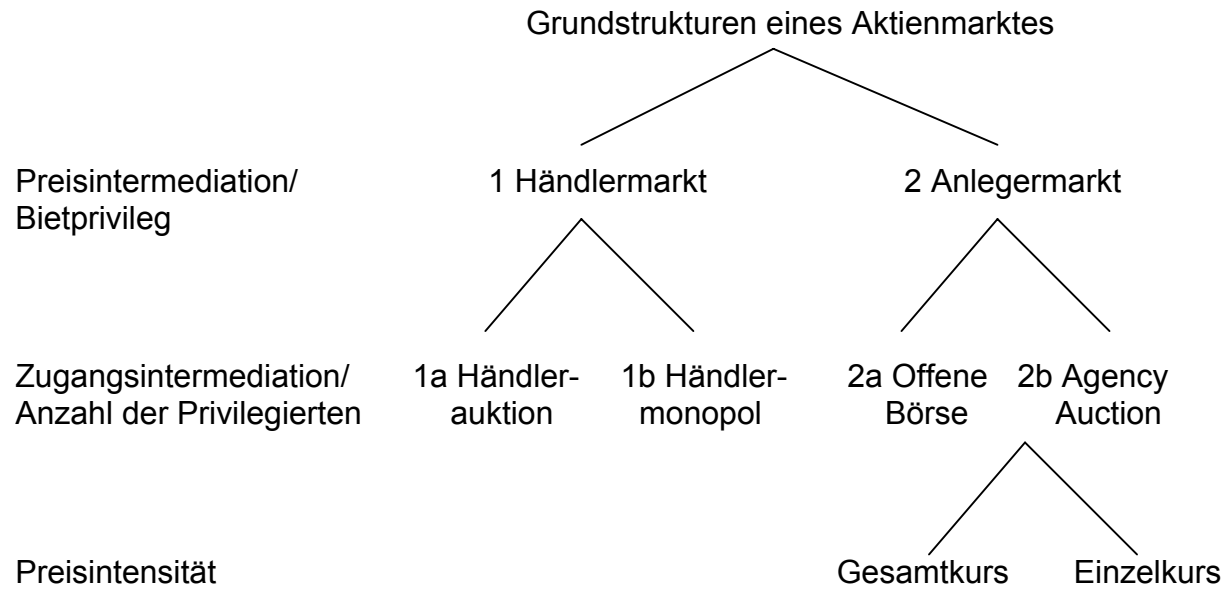 Grundstrukturen eines Aktienmarktes
Preisintermediation/ 1 Händlermarkt 2 Anlegermarkt
Bietprivileg
Zugangsintermediation/ 1a Händler- 1b Händler- 2a Offene 2b Agency
Anzahl der Privilegierten auktion monopol Börse Auction
Preisintensität Gesamtkurs Einzelkurs